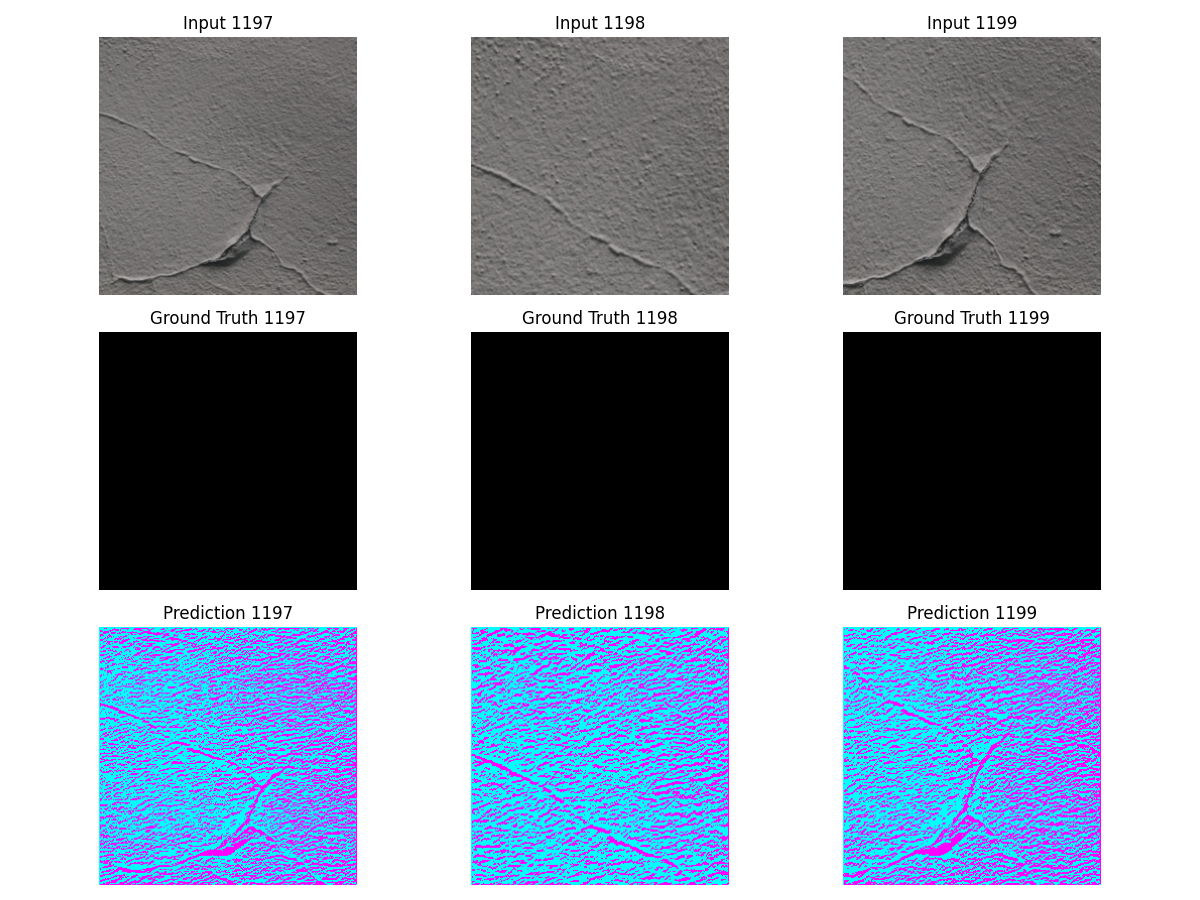 Input 1197
Input 1198
Input 1199
Ground Truth 1197
Ground Truth 1198
Ground Truth 1199
Prediction 1197
Prediction 1198
Prediction 1199